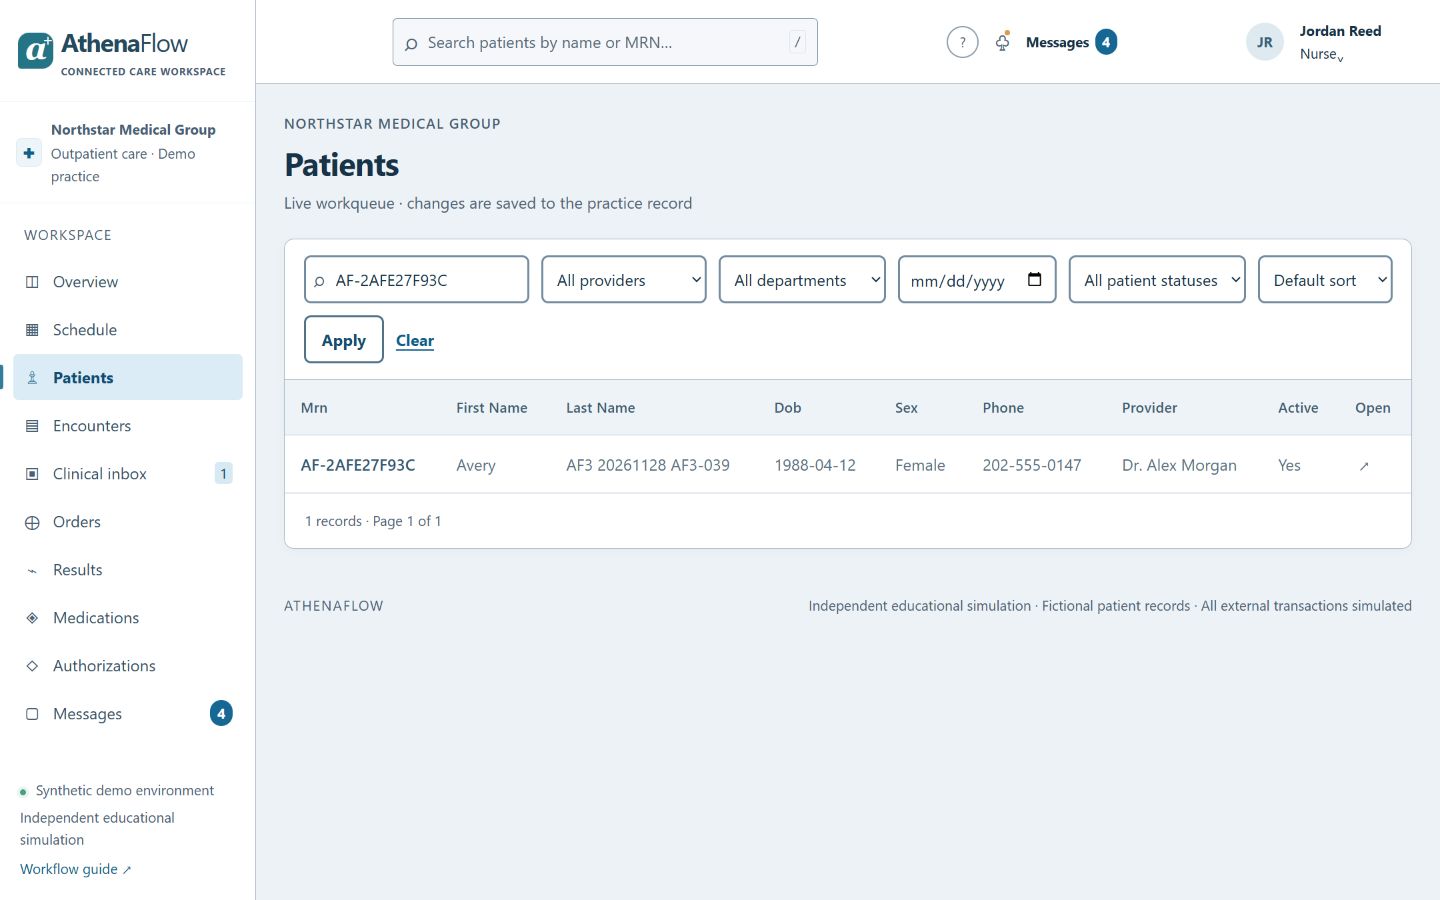 AthenaFlow
CONNECTED CARE WORKSPACE
Northstar Medical Group
Outpatient care · Demo
practice
WORKSPACE
Overview
Schedule
Patients
Encounters
Clinical inbox 1
Orders
Results
Medications
Authorizations
Messages 4
Synthetic demo environment
Independent educational
simulation
Workflow guide ↗
Search patients by name or MRN... /
? Messages 4
JR Jordan Reed
Nurse
NORTHSTAR MEDICAL GROUP
Patients
Live workqueue · changes are saved to the practice record
AF-2AFE27F93C All providers All departments mm/dd/yyyy All patient statuses Default sort
Apply Clear
Mrn First Name Last Name Dob Sex Phone Provider Active Open
AF-2AFE27F93C Avery AF3 20261128 AF3-039 1988-04-12 Female 202-555-0147 Dr. Alex Morgan Yes ↗
1 records · Page 1 of 1
ATHENAFLOW Independent educational simulation · Fictional patient records · All external transactions simulated